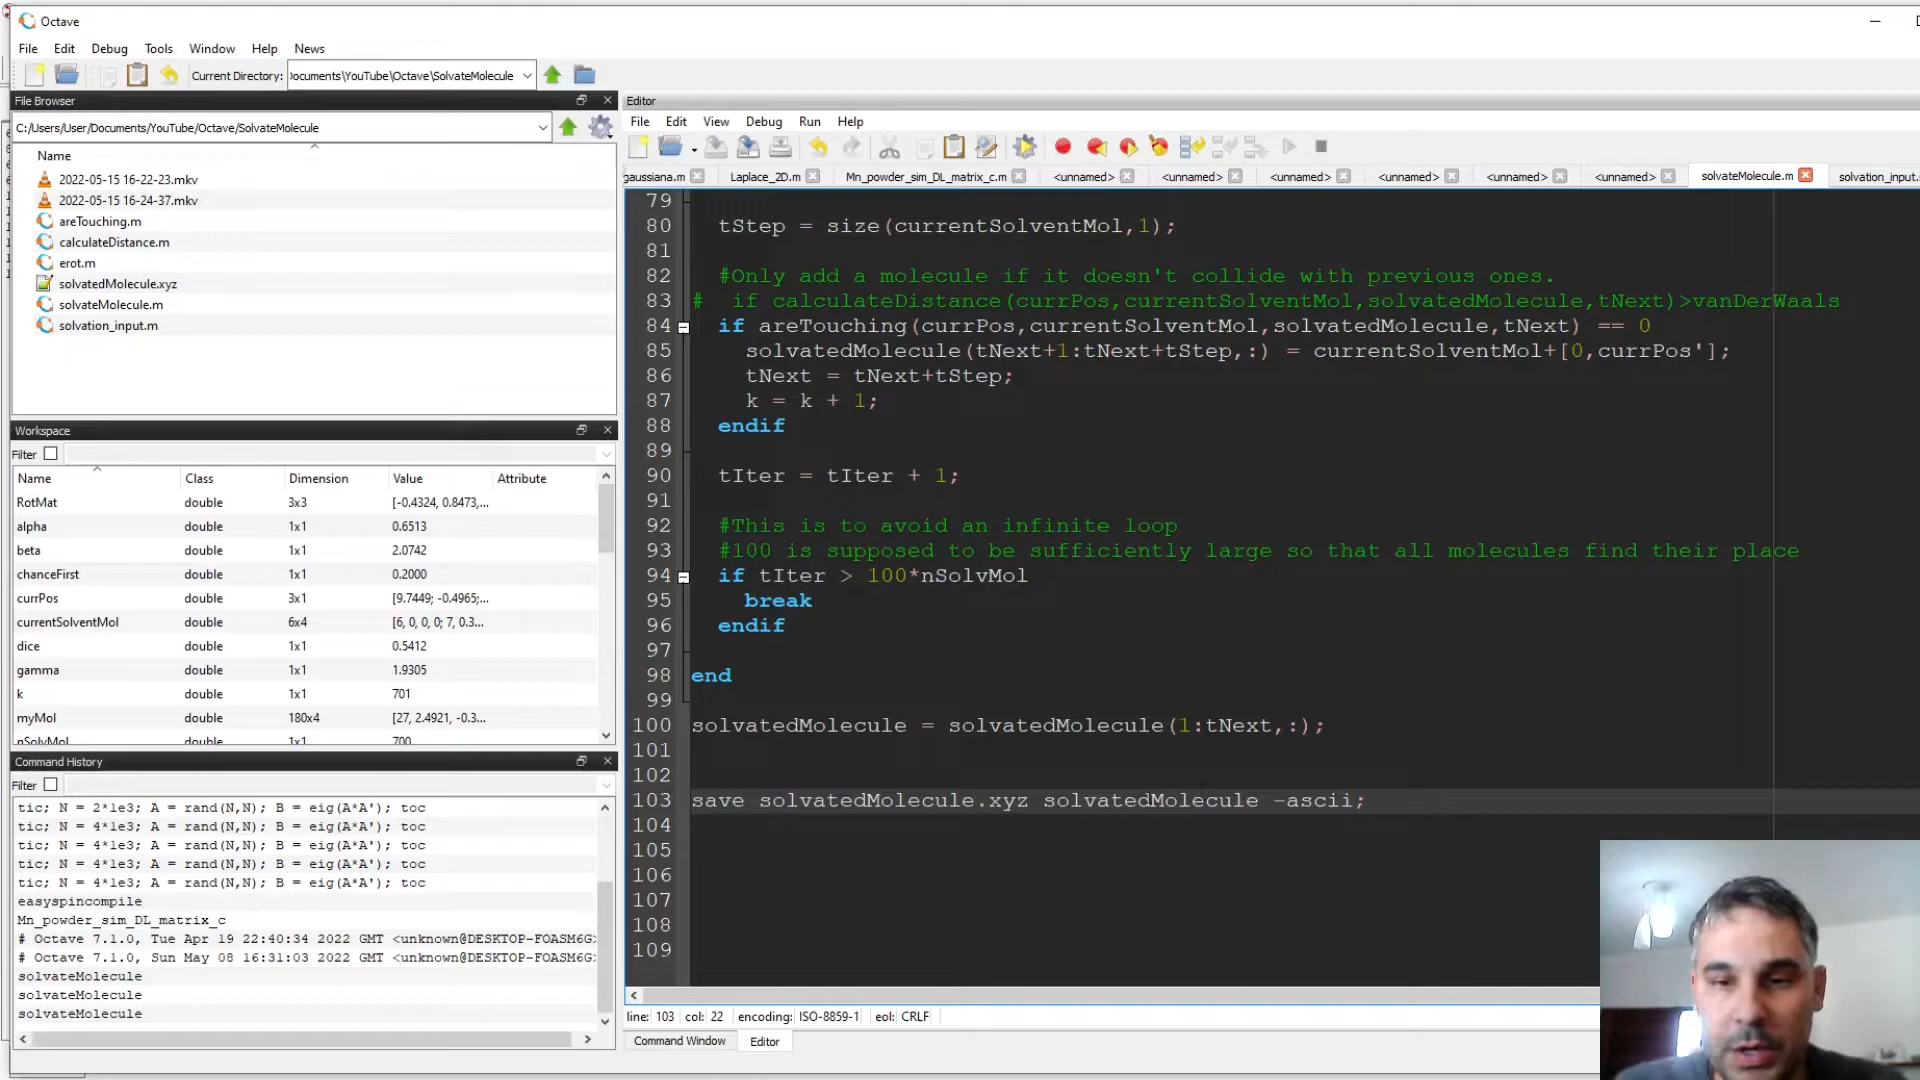 Octave
File Edit Debug Tools Window Help News
Current Directory: ocuments\YouTube\Octave\SolvateMolecule
File Browser
C:/Users/User/Documents/YouTube/Octave/SolvateMolecule
Name
2022-05-15 16-22-23.mkv
2022-05-15 16-24-37.mkv
areTouching.m
calculateDistance.m
erot.m
solvatedMolecule.xyz
solvateMolecule.m
solvation_input.m
Workspace
Filter
Name Class Dimension Value Attribute
RotMat double 3x3 [-0.4324, 0.8473,...
alpha double 1x1 0.6513
beta double 1x1 2.0742
chanceFirst double 1x1 0.2000
currPos double 3x1 [9.7449; -0.4965;...
currentSolventMol double 6x4 [6, 0, 0, 0; 7, 0.3...
dice double 1x1 0.5412
gamma double 1x1 1.9305
k double 1x1 701
myMol double 180x4 [27, 2.4921, -0.3...
nSolvMol double 1x1 700
Command History
Filter
tic; N = 2*1e3; A = rand(N,N); B = eig(A*A'); toc
tic; N = 4*1e3; A = rand(N,N); B = eig(A*A'); toc
tic; N = 4*1e3; A = rand(N,N); B = eig(A*A'); toc
tic; N = 4*1e3; A = rand(N,N); B = eig(A*A'); toc
tic; N = 4*1e3; A = rand(N,N); B = eig(A*A'); toc
easyspincompile
Mn_powder_sim_DL_matrix_c
# Octave 7.1.0, Tue Apr 19 22:40:34 2022 GMT <unknown@DESKTOP-FOASM6G>
# Octave 7.1.0, Sun May 08 16:31:03 2022 GMT <unknown@DESKTOP-FOASM6G>
solvateMolecule
solvateMolecule
solvateMolecule
Editor
File Edit View Debug Run Help
gaussiana.m Laplace_2D.m Mn_powder_sim_DL_matrix_c.m <unnamed> <unnamed> <unnamed> <unnamed> <unnamed> <unnamed> solvateMolecule.m solvation_input.
79
80 tStep = size(currentSolventMol,1);
81
82 #Only add a molecule if it doesn't collide with previous ones.
83 # if calculateDistance(currPos,currentSolventMol,solvatedMolecule,tNext)>vanDerWaals
84 if areTouching(currPos,currentSolventMol,solvatedMolecule,tNext) == 0
85 solvatedMolecule(tNext+1:tNext+tStep,:) = currentSolventMol+[0,currPos'];
86 tNext = tNext+tStep;
87 k = k + 1;
88 endif
89
90 tIter = tIter + 1;
91
92 #This is to avoid an infinite loop
93 #100 is supposed to be sufficiently large so that all molecules find their place
94 if tIter > 100*nSolvMol
95 break
96 endif
97
98 end
99
100 solvatedMolecule = solvatedMolecule(1:tNext,:);
101
102
103 save solvatedMolecule.xyz solvatedMolecule -ascii;
104
105
106
107
108
109
line: 103 col: 22 encoding: ISO-8859-1 eol: CRLF
Command Window Editor